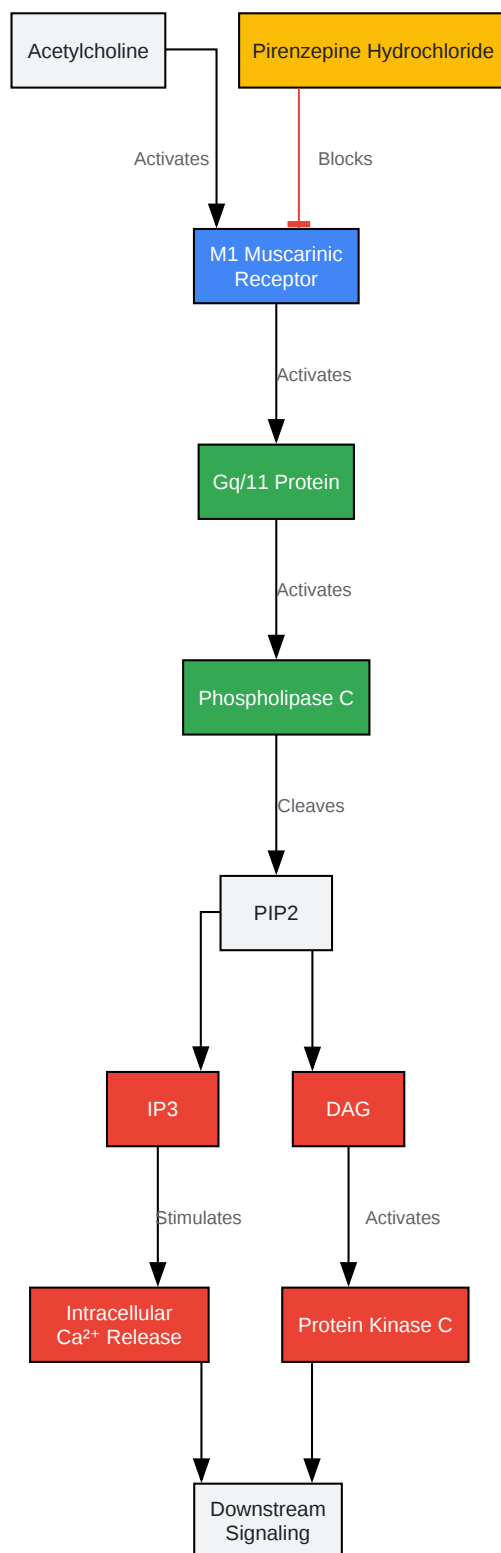 Acetylcholine
Pirenzepine Hydrochloride
Activates
Blocks
M1 Muscarinic
Receptor
Activates
Gq/11 Protein
Activates
Phospholipase C
Cleaves
PIP2
IP3
DAG
Stimulates
Activates
Intracellular
Ca²⁺ Release
Protein Kinase C
Downstream
Signaling